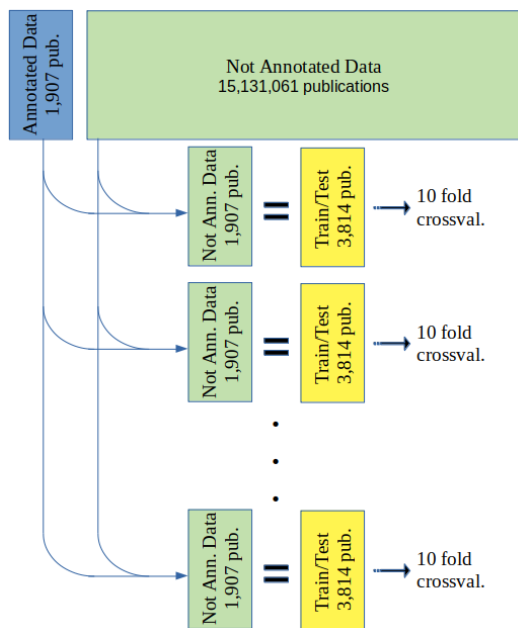 Annotated Data
1,907 pub.
Not Annotated Data
15,131,061 publications
Not Ann. Data
1,907 pub.
=
Train/Test
3,814 pub.
10 fold
crossval.
Not Ann. Data
1,907 pub.
=
Train/Test
3,814 pub.
10 fold
crossval.
Not Ann. Data
1,907 pub.
=
Train/Test
3,814 pub.
10 fold
crossval.